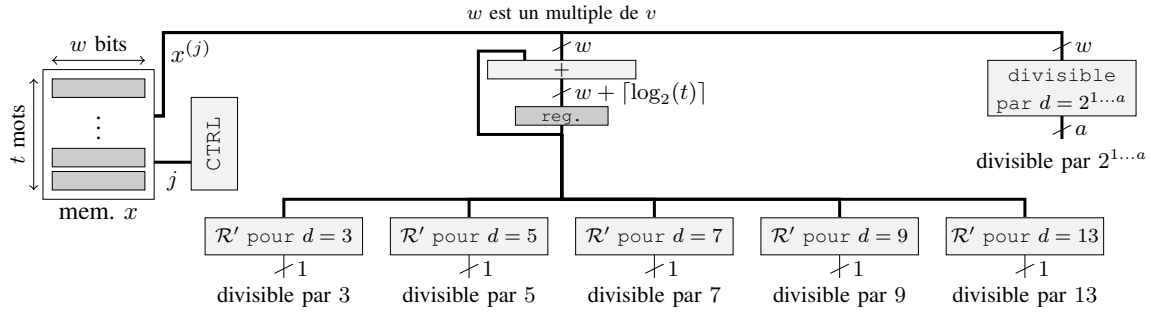 w est un multiple de v
w bits
x^{(j)}
w
w
+
divisible
par d = 2^{1...a}
w + ⌈log_2(t)⌉
reg.
t mots
⋮
CTRL
j
a
divisible par 2^{1...a}
mem. x
R′ pour d = 3
R′ pour d = 5
R′ pour d = 7
R′ pour d = 9
R′ pour d = 13
1
1
1
1
1
divisible par 3
divisible par 5
divisible par 7
divisible par 9
divisible par 13